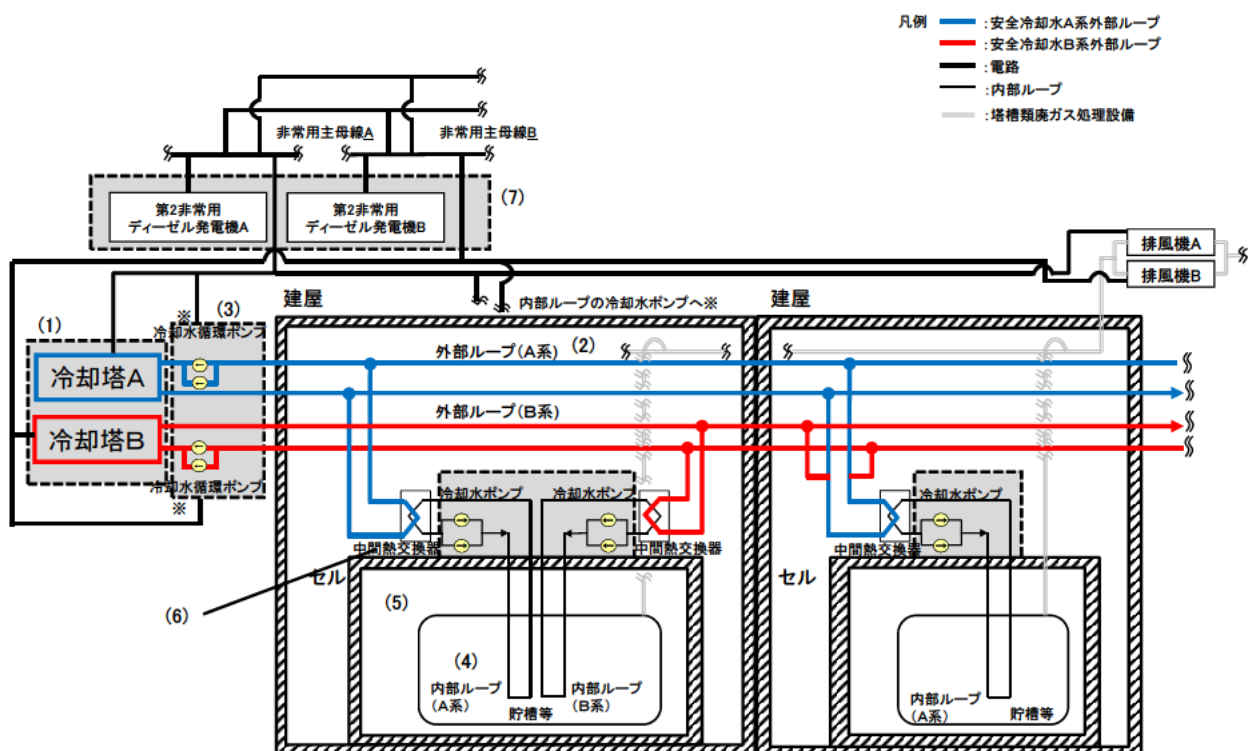 凡例
:安全冷却水A系外部ループ
:安全冷却水B系外部ループ
:電路
:内部ループ
:塔槽類廃ガス処理設備
非常用主母線A
非常用主母線B
(7)
第2非常用
ディーゼル発電機A
第2非常用
ディーゼル発電機B
排風機A
排風機B
建屋
内部ループの冷却水ポンプへ※
建屋
(1)
※
(3)
冷却水循環ポンプ
外部ループ(A系)
(2)
冷却塔A
外部ループ(B系)
冷却塔B
冷却水循環ポンプ
※
冷却水ポンプ
冷却水ポンプ
冷却水ポンプ
中間熱交換器
中間熱交換器
中間熱交換器
セル
セル
(6)
(5)
(4)
内部ループ
(A系)
内部ループ
(B系)
貯槽等
内部ループ
(A系)
貯槽等